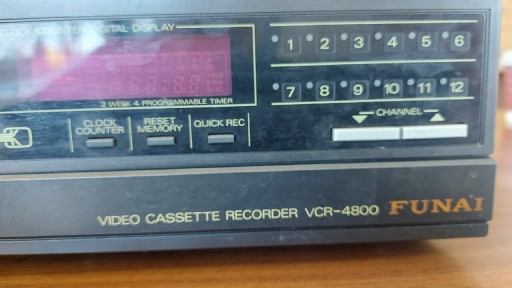 CLOCK COUNTER DIGITAL DISPLAY
2 WEEK 4 PROGRAMMABLE TIMER
1 2 3 4 5 6
7 8 9 10 11 12
CHANNEL
CLOCK COUNTER
RESET MEMORY
QUICK REC
VIDEO CASSETTE RECORDER VCR-4800 FUNAI